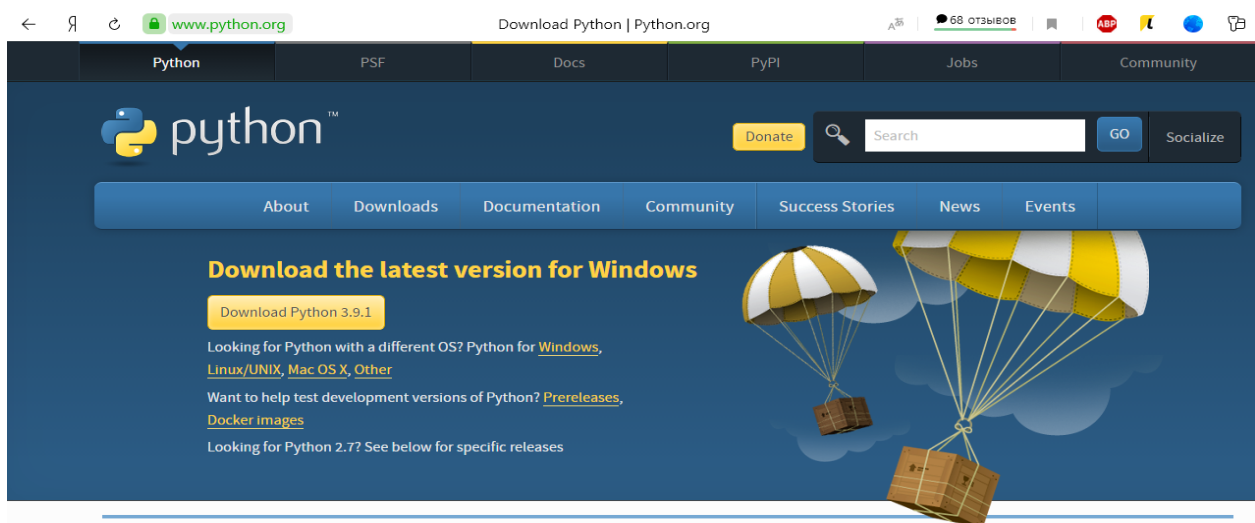 Я www.python.org Download Python | Python.org 68 отзывов ABP
Python PSF Docs PyPI Jobs Community
python™
Donate Search GO Socialize
About Downloads Documentation Community Success Stories News Events
Download the latest version for Windows
Download Python 3.9.1
Looking for Python with a different OS? Python for Windows,
Linux/UNIX, Mac OS X, Other
Want to help test development versions of Python? Prereleases,
Docker images
Looking for Python 2.7? See below for specific releases